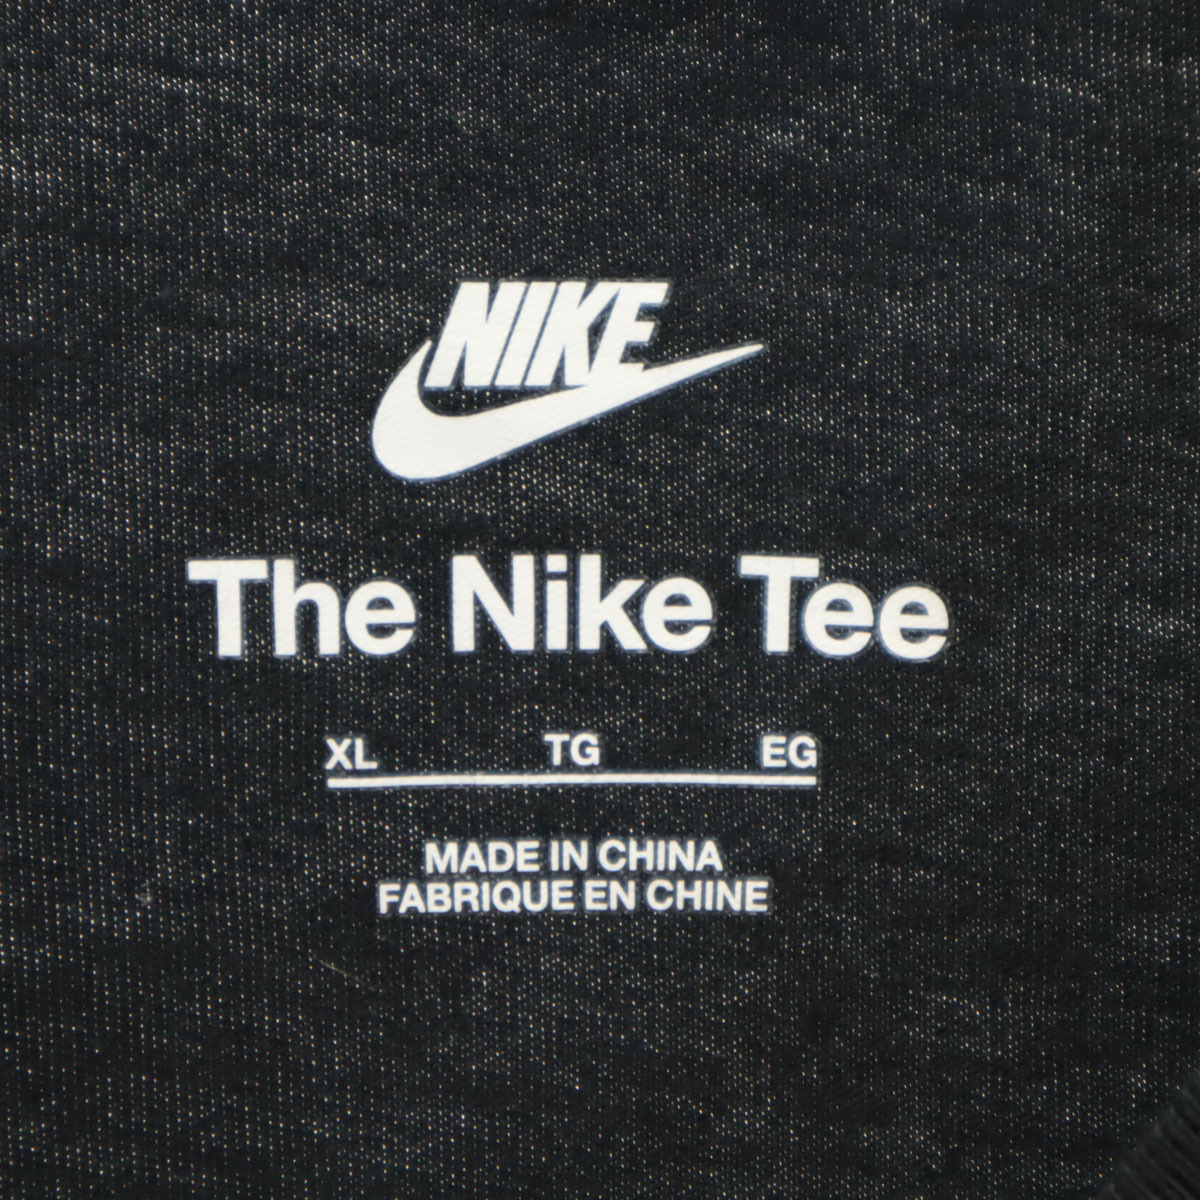 NIKE
The Nike Tee
XL TG EG
MADE IN CHINA
FABRIQUE EN CHINE